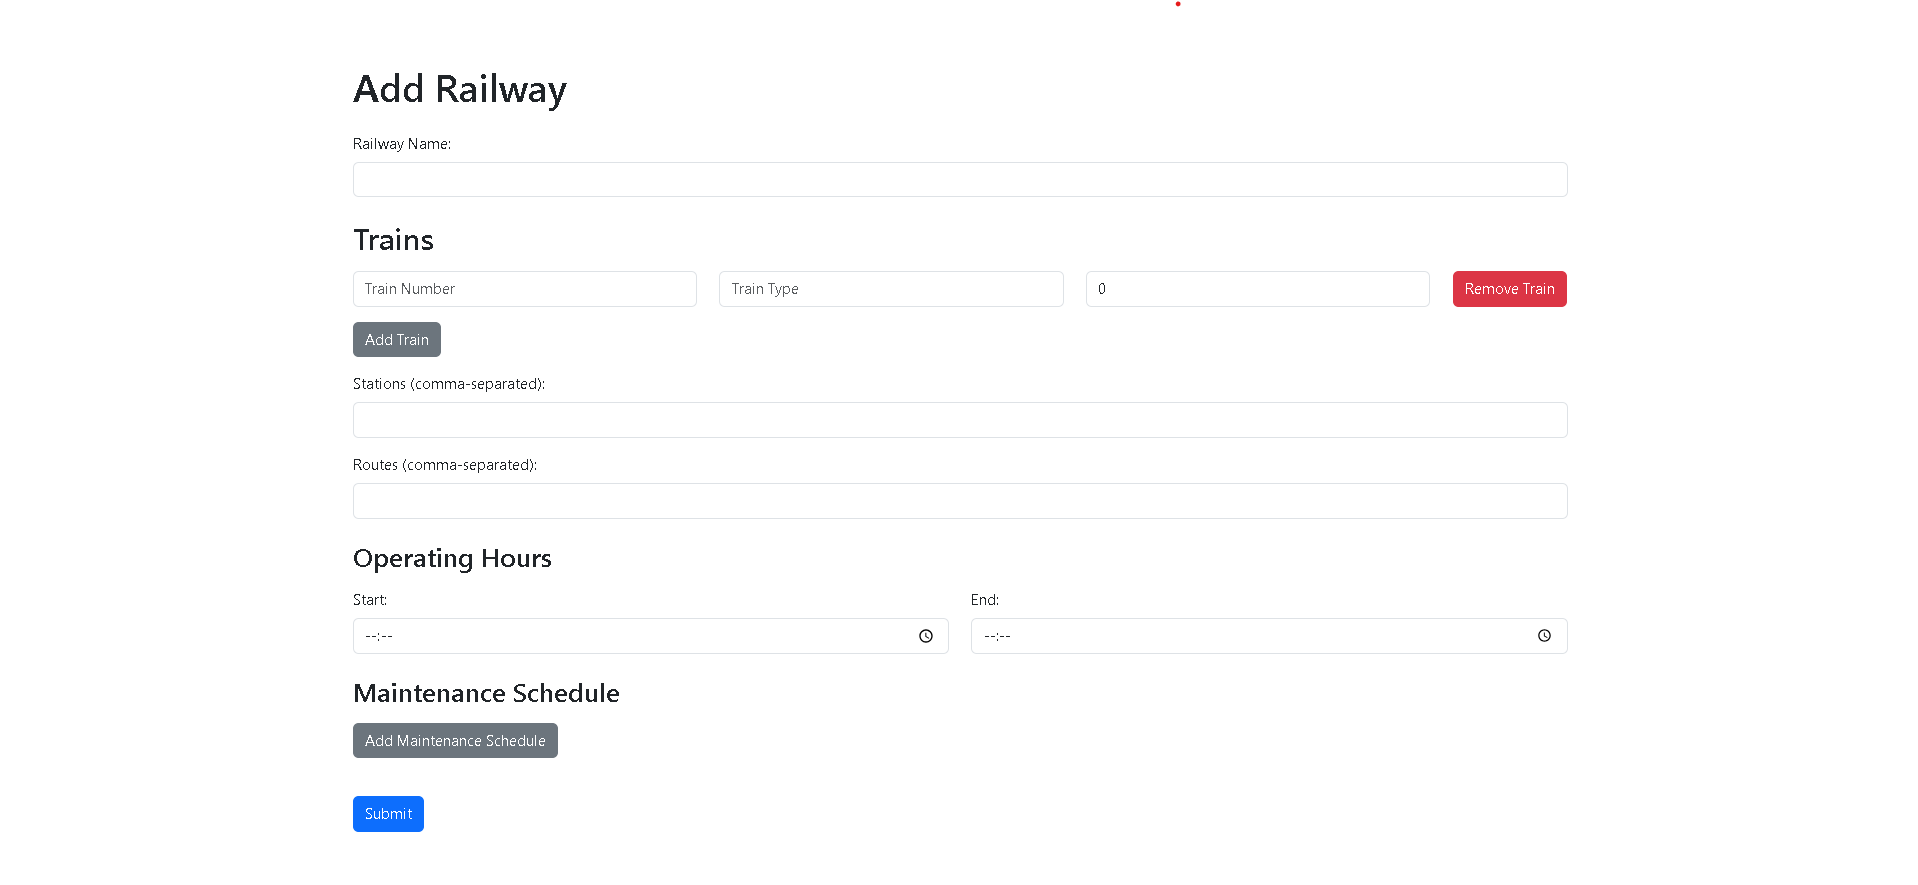 Add Railway
Railway Name:
Trains
Train Number Train Type 0 Remove Train
Add Train
Stations (comma-separated):
Routes (comma-separated):
Operating Hours
Start: End:
--:-- --:--
Maintenance Schedule
Add Maintenance Schedule
Submit